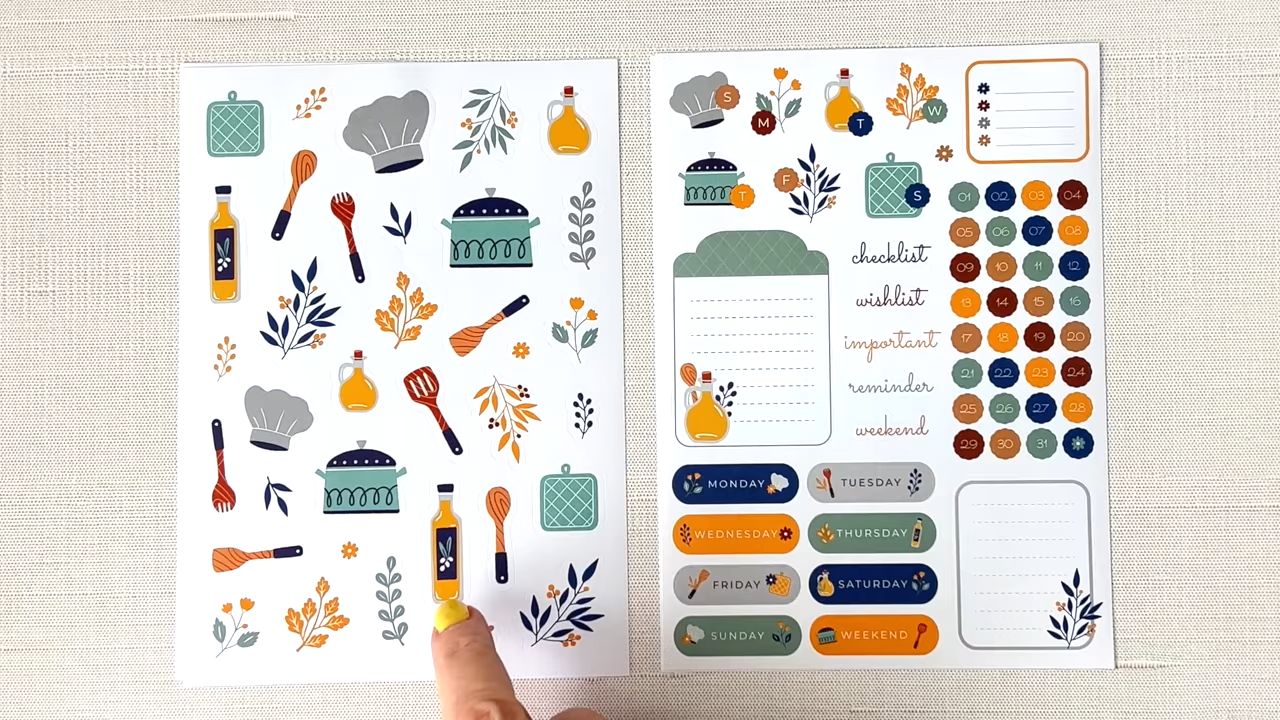 S
M
T
W
T
F
S
01 02 03 04
05 06 07 08
09 10 11 12
13 14 15 16
17 18 19 20
21 22 23 24
25 26 27 28
29 30 31
checklist
wishlist
important
reminder
weekend
MONDAY
TUESDAY
WEDNESDAY
THURSDAY
FRIDAY
SATURDAY
SUNDAY
WEEKEND